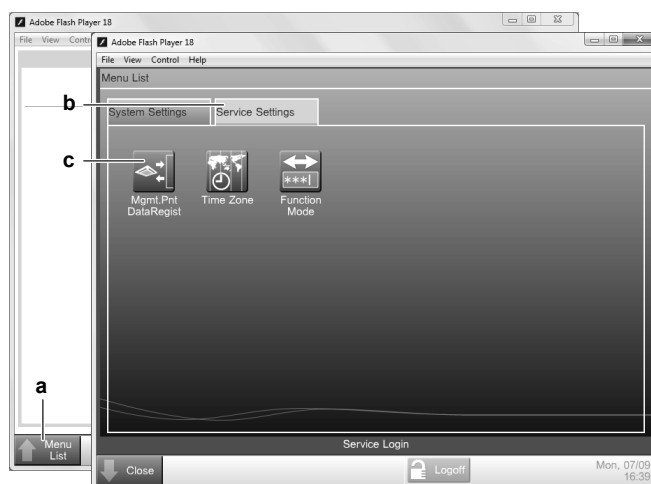 Adobe Flash Player 18
File View Contr
Adobe Flash Player 18
File View Control Help
Menu List
b
System Settings
Service Settings
c
Mgmt.Pnt
DataRegist
Time Zone
***
Function
Mode
a
Menu
List
Service Login
Close
Logoff
Mon, 07/09
16:39